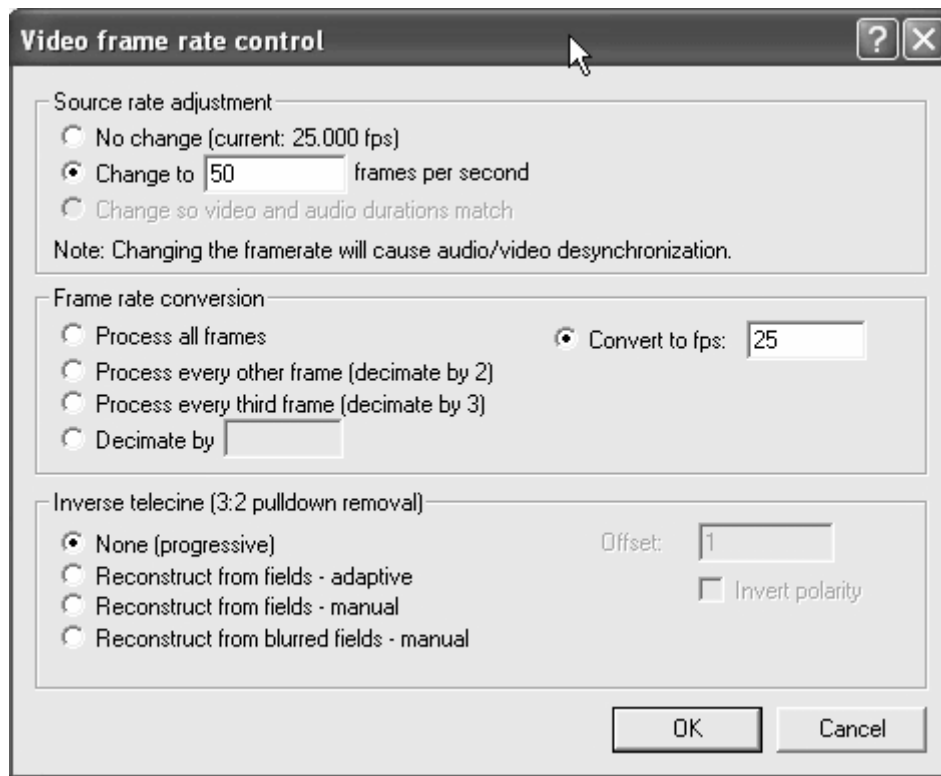 Video frame rate control
Source rate adjustment
No change (current: 25.000 fps)
Change to 50 frames per second
Change so video and audio durations match
Note: Changing the framerate will cause audio/video desynchronization.
Frame rate conversion
Process all frames
Convert to fps: 25
Process every other frame (decimate by 2)
Process every third frame (decimate by 3)
Decimate by
Inverse telecine (3:2 pulldown removal)
None (progressive)
Offset: 1
Reconstruct from fields - adaptive
Invert polarity
Reconstruct from fields - manual
Reconstruct from blurred fields - manual
OK Cancel